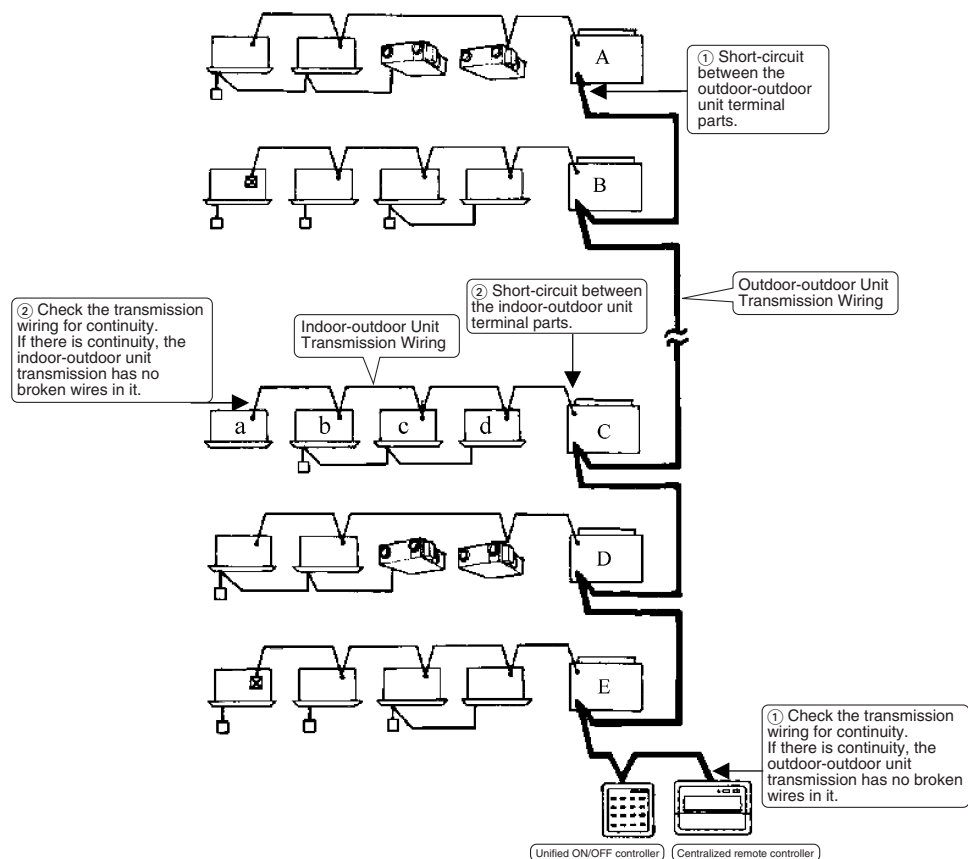 A
① Short-circuit
between the
outdoor-outdoor
unit terminal
parts.
B
② Check the transmission
wiring for continuity.
If there is continuity, the
indoor-outdoor unit
transmission has no
broken wires in it.
Indoor-outdoor Unit
Transmission Wiring
② Short-circuit between
the indoor-outdoor unit
terminal parts.
Outdoor-outdoor Unit
Transmission Wiring
a
b
c
d
C
D
E
① Check the transmission
wiring for continuity.
If there is continuity, the
outdoor-outdoor unit
transmission has no broken
wires in it.
Unified ON/OFF controller
Centralized remote controller